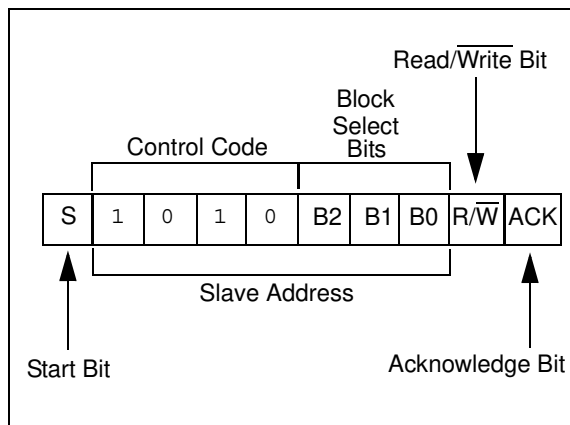 Read/Write Bit
Block
Select
Bits
Control Code
S 1 0 1 0 B2 B1 B0 R/W ACK
Slave Address
Start Bit
Acknowledge Bit